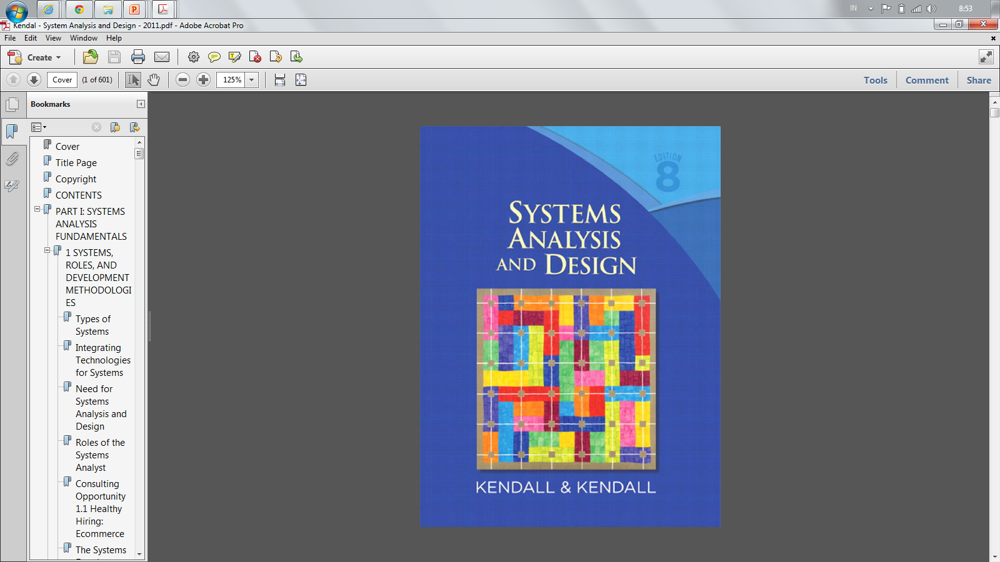 IN
8:53
Kendal - System Analysis and Design - 2011.pdf - Adobe Acrobat Pro
File Edit View Window Help
Create
Cover (1 of 601) 125% Tools Comment Share
Bookmarks
Cover
Title Page
Copyright
CONTENTS
PART I: SYSTEMS
ANALYSIS
FUNDAMENTALS
1 SYSTEMS,
ROLES, AND
DEVELOPMENT
METHODOLOGI
ES
Types of
Systems
Integrating
Technologies
for Systems
Need for
Systems
Analysis and
Design
Roles of the
Systems
Analyst
Consulting
Opportunity
1.1 Healthy
Hiring:
Ecommerce
The Systems
EDITION
8
SYSTEMS
ANALYSIS
AND DESIGN
KENDALL & KENDALL